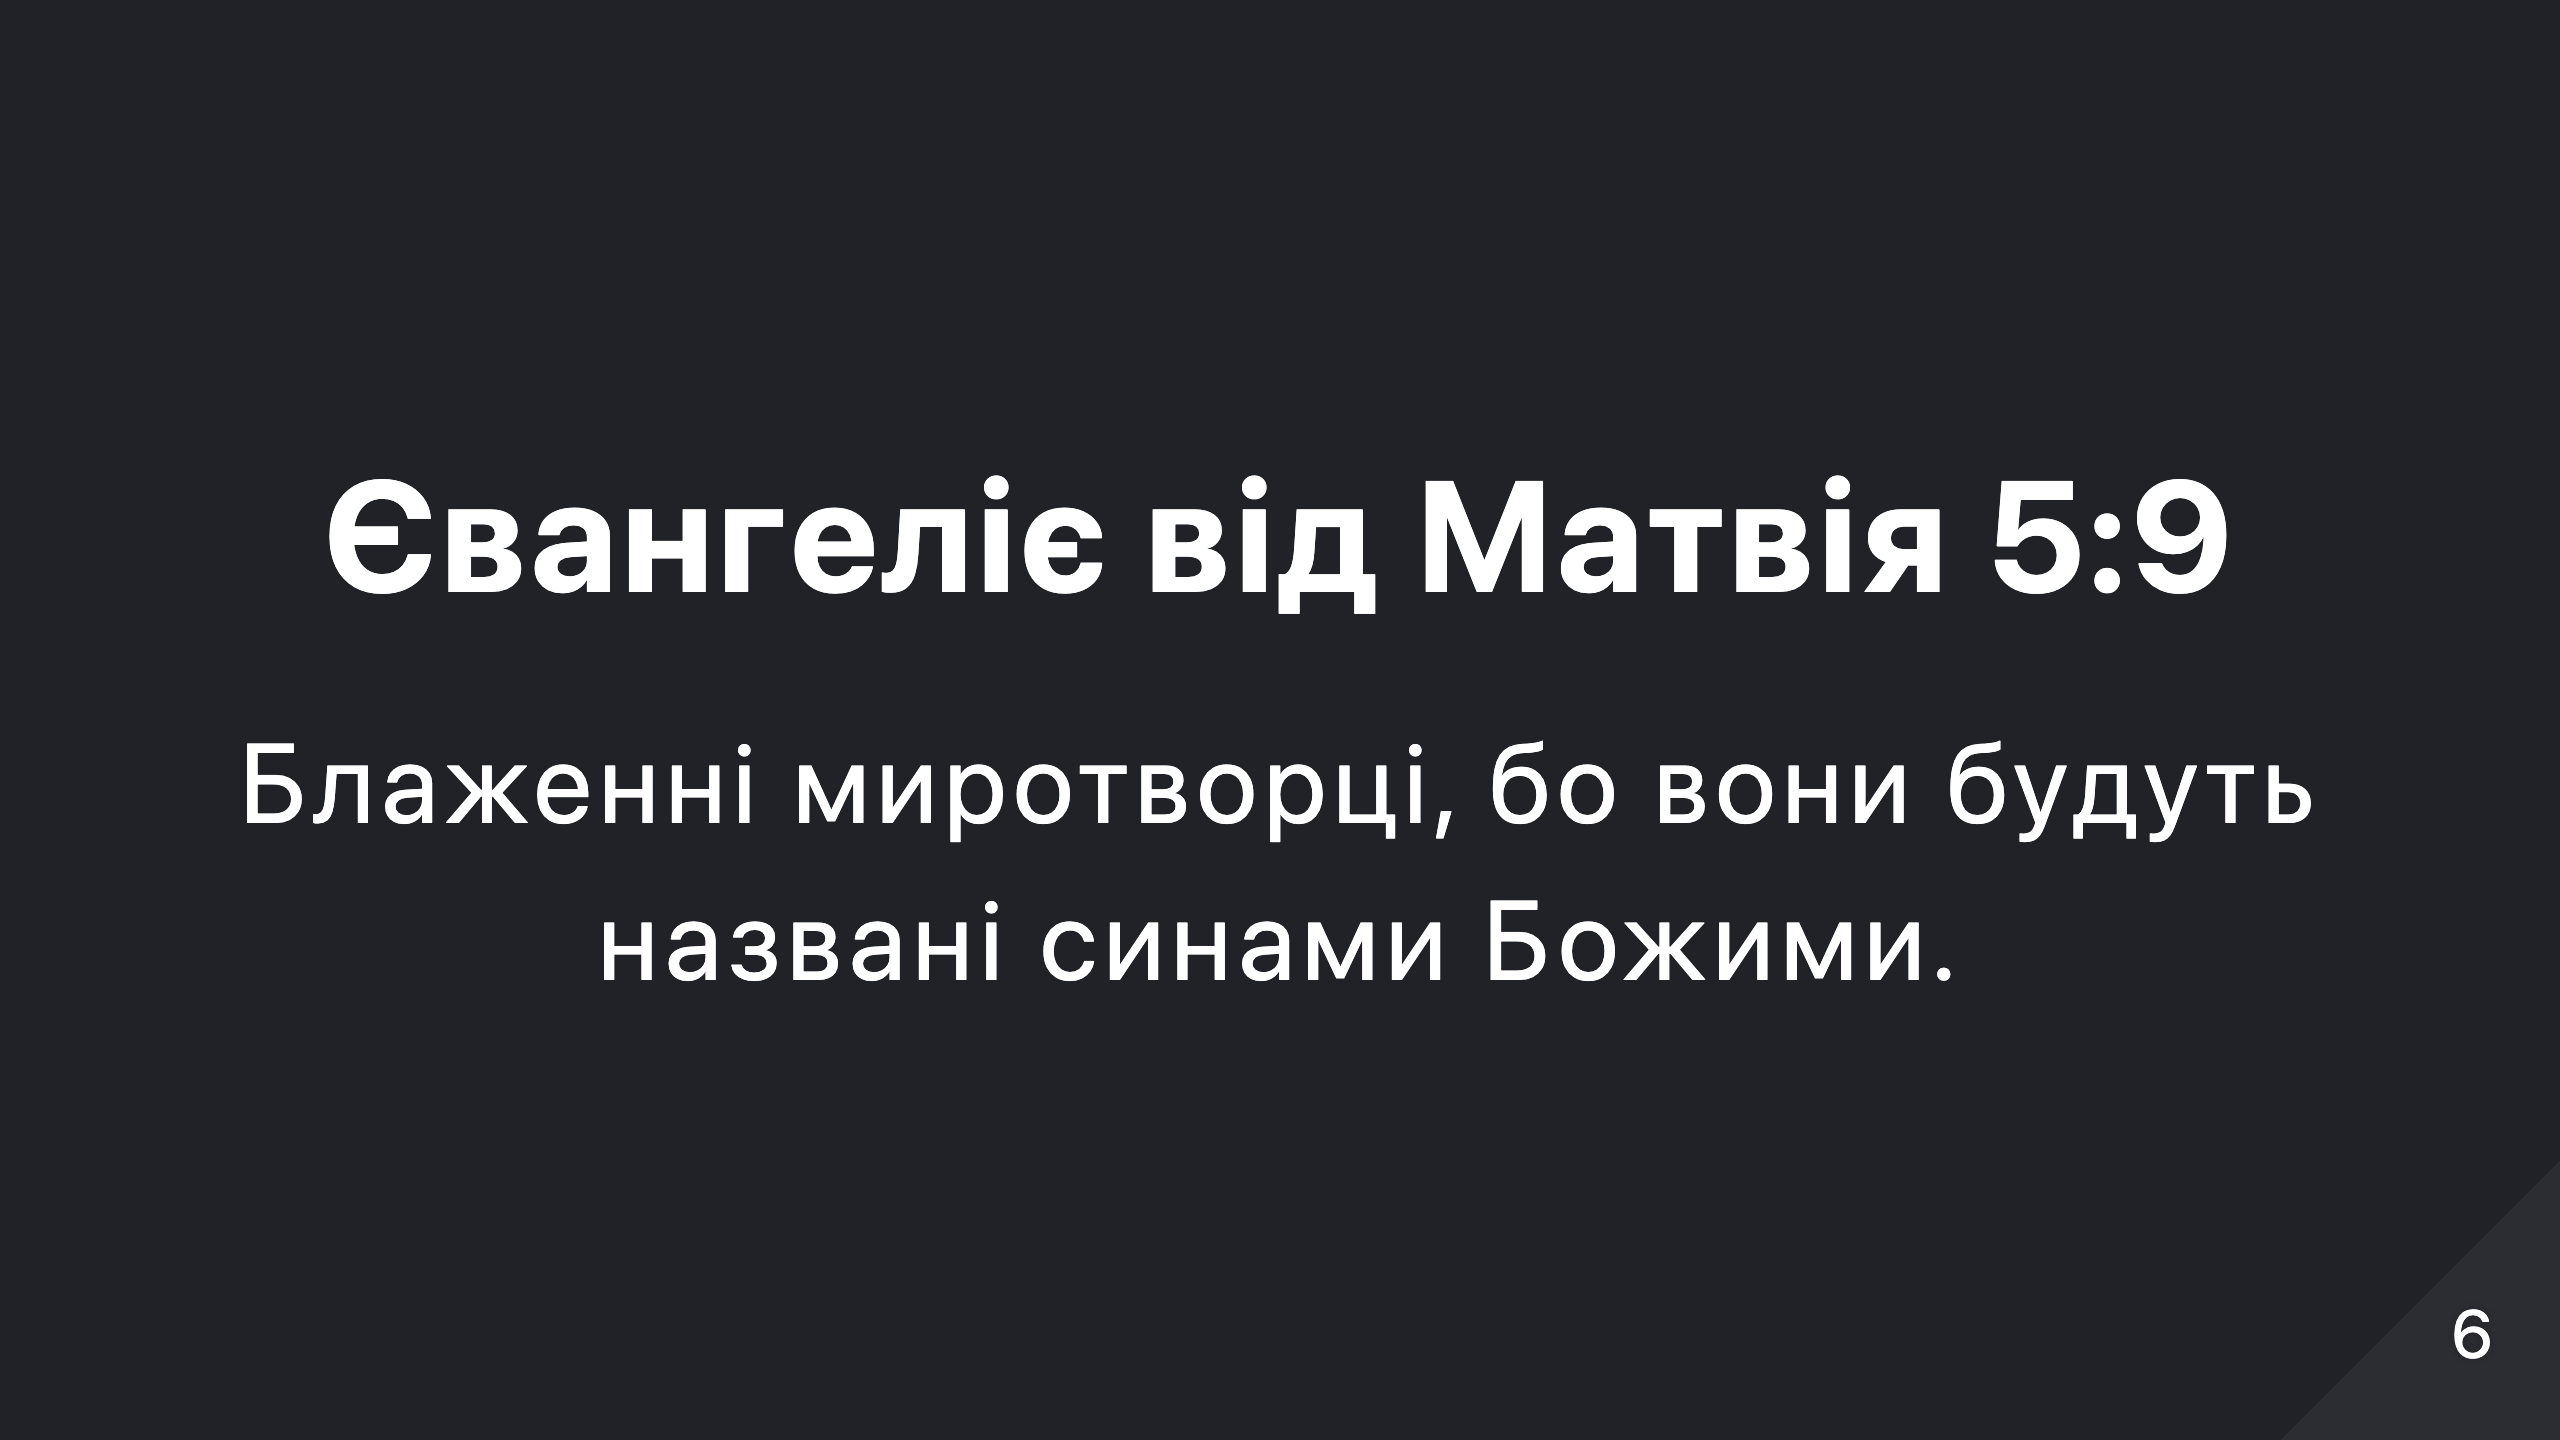 Євангеліє від Матвія 5:9
Блаженні миротворці, бо вони будуть
названі синами Божими.
6